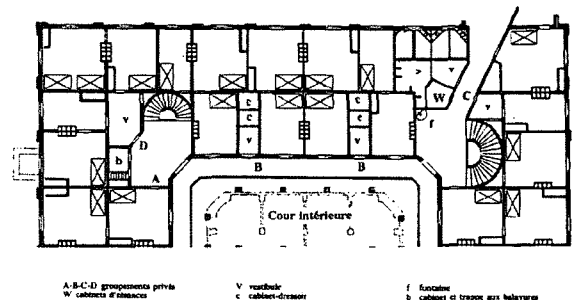 v
v
C
W
v
v
c
c
c
c
f
D
v
v
b
A
B
B
Cour intérieure
A-B-C-D groupements privés
W cabinets d'aisances
V vestibule
c cabinet-dressoir
f fontaine
b cabinet et trappe aux balayures